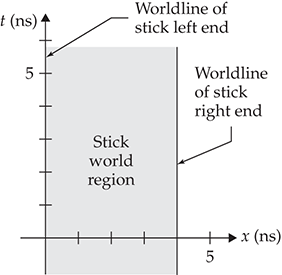 t (ns)
Worldline of
stick left end
5
Worldline
of stick
right end
Stick
world
region
x (ns)
5